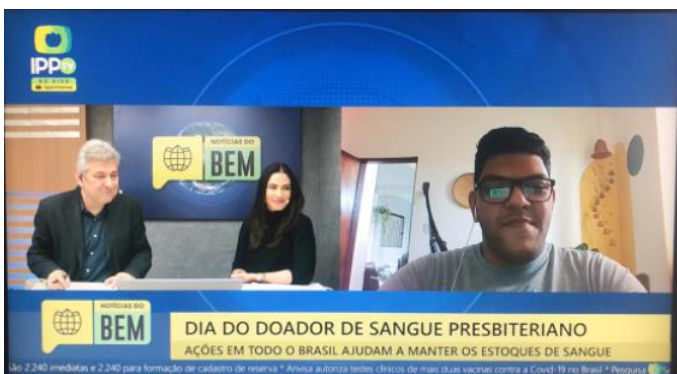 IPP TV
AO VIVO
NOTÍCIAS DO
BEM
NOTÍCIAS DO
BEM
DIA DO DOADOR DE SANGUE PRESBITERIANO
AÇÕES EM TODO O BRASIL AJUDAM A MANTER OS ESTOQUES DE SANGUE
ão 2.240 imediatas e 2.240 para formação de cadastro de reserva * Anvisa autoriza testes clínicos de mais duas vacinas contra a Covid-19 no Brasil * Pesquisa